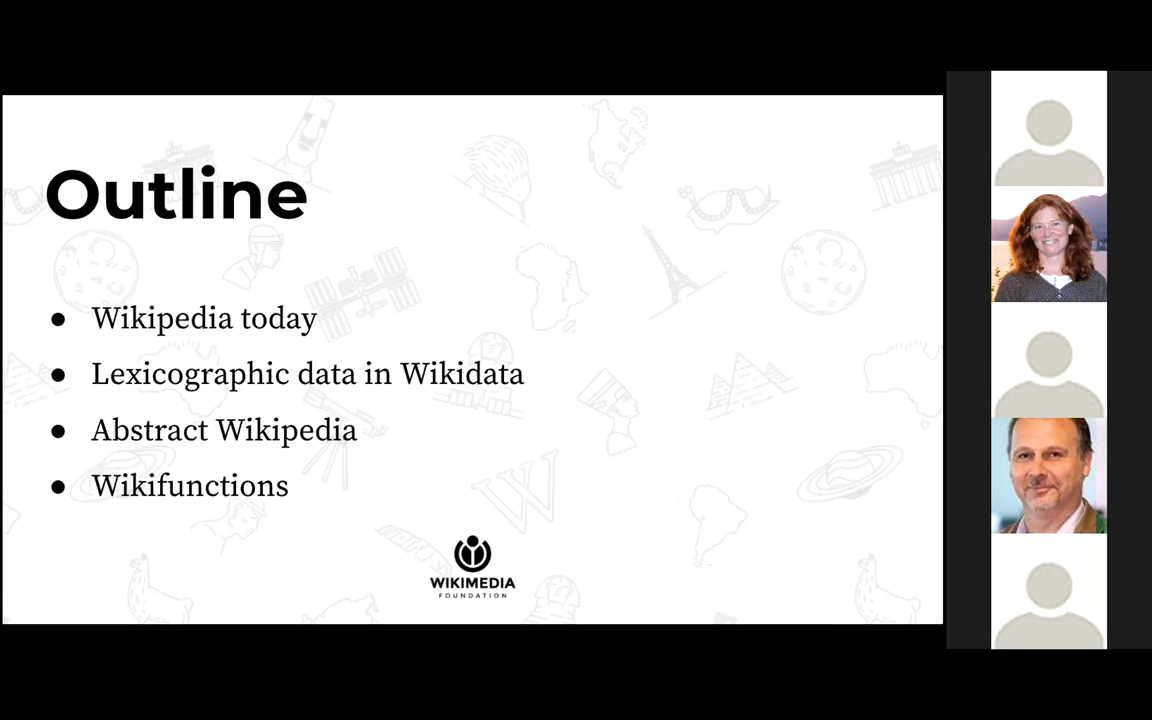 Outline
● Wikipedia today
● Lexicographic data in Wikidata
● Abstract Wikipedia
● Wikifunctions
WIKIMEDIA
FOUNDATION